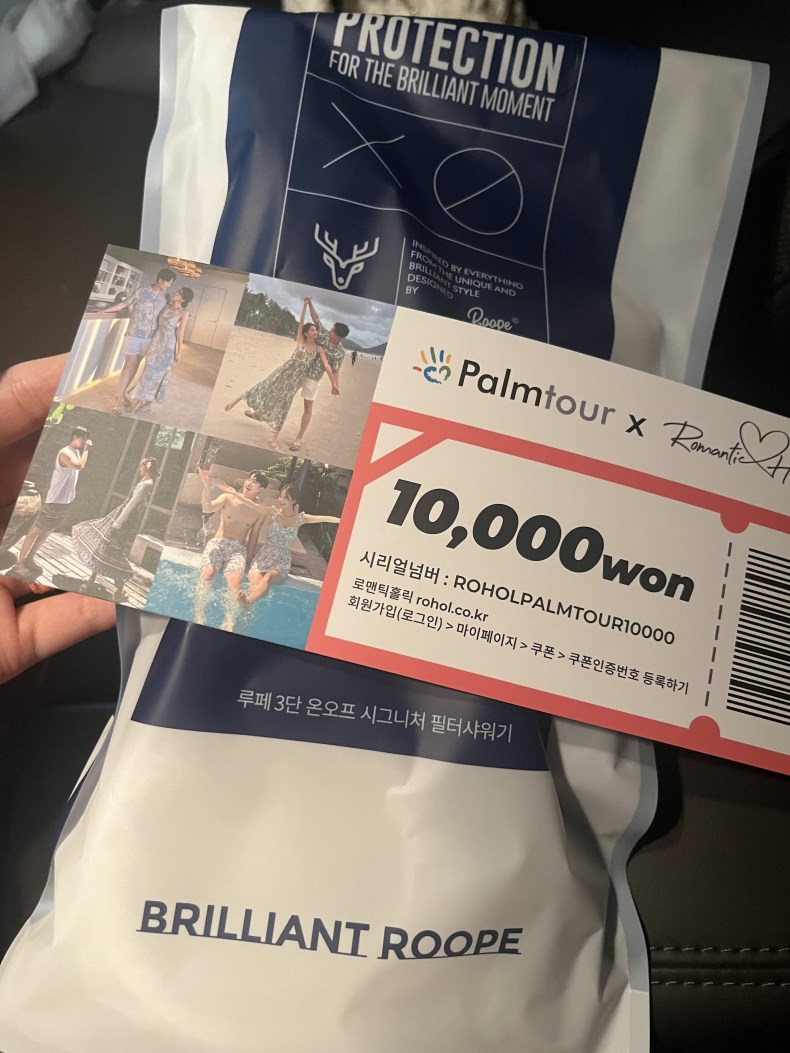 PROTECTION
FOR THE BRILLIANT MOMENT
INSPIRED BY EVERYTHING
FROM THE UNIQUE AND
BRILLIANT STYLE
DESIGNED
BY
Roope®
Palmtour x Romantic
10,000won
시리얼넘버 : ROHOLPALMTOUR10000
로맨틱홀릭 rohol.co.kr
회원가입(로그인) > 마이페이지 > 쿠폰 > 쿠폰인증번호 등록하기
루페 3단 온오프 시그니처 필터샤워기
BRILLIANT ROOPE